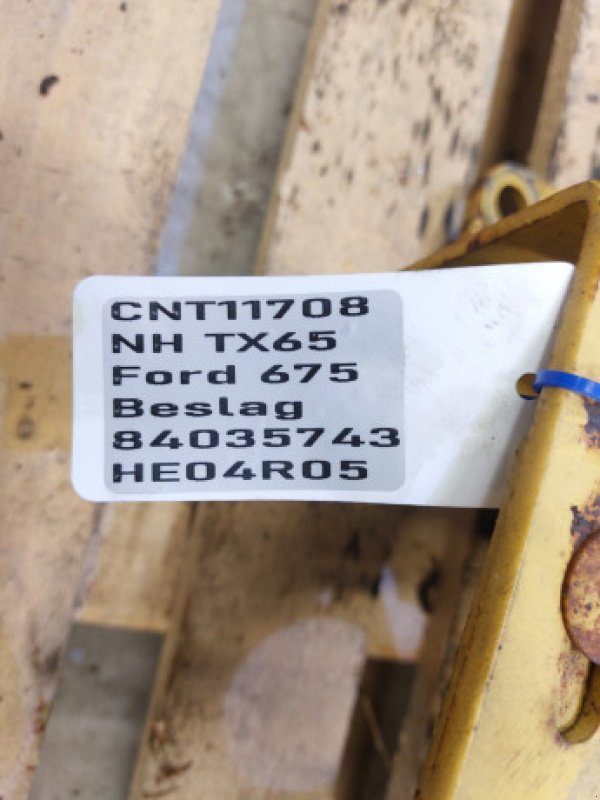 CNT11708
NH TX65
Ford 675
Beslag
84035743
HE04R05